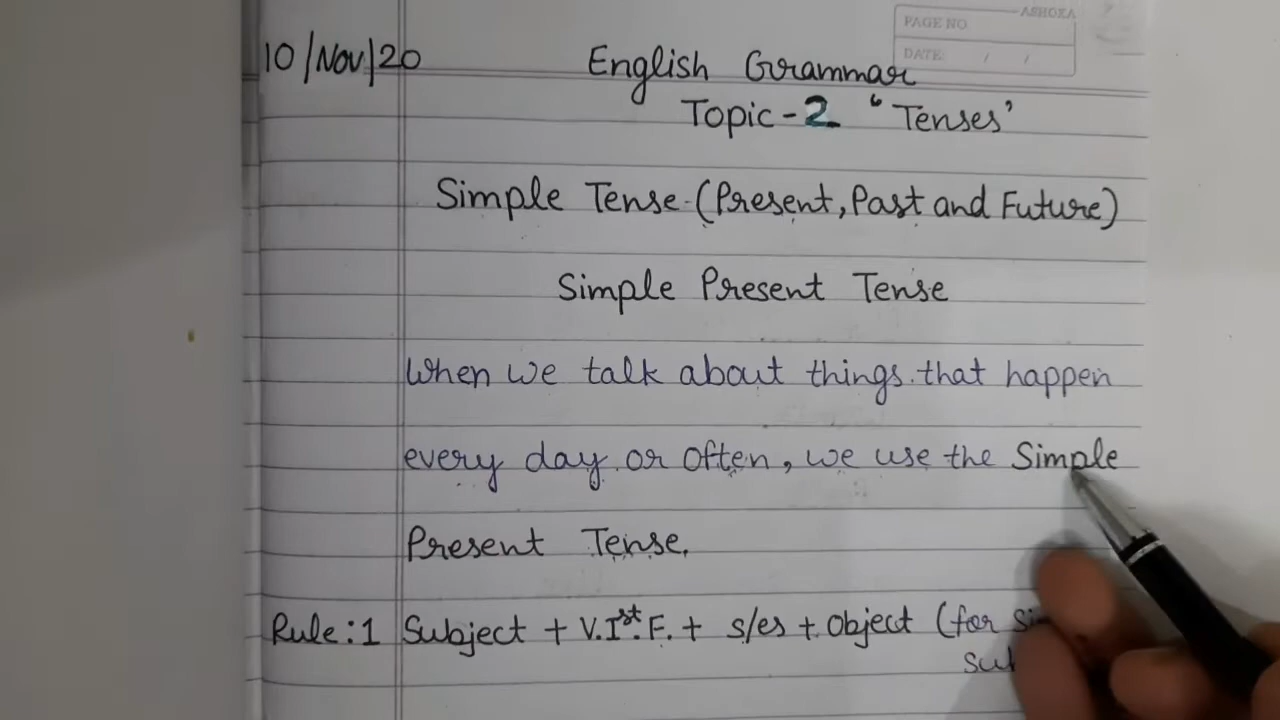 ASHOKA
PAGE NO
DATE: / /
10/Nov/20 English Grammar
Topic-2 "Tenses'
Simple Tense (Present, Past and Future)
Simple Present Tense
When we talk about things that happen
every day or often, we use the Simple
Present Tense.
Rule:1 Subject + V.Ist.F. + s/es + Object (for